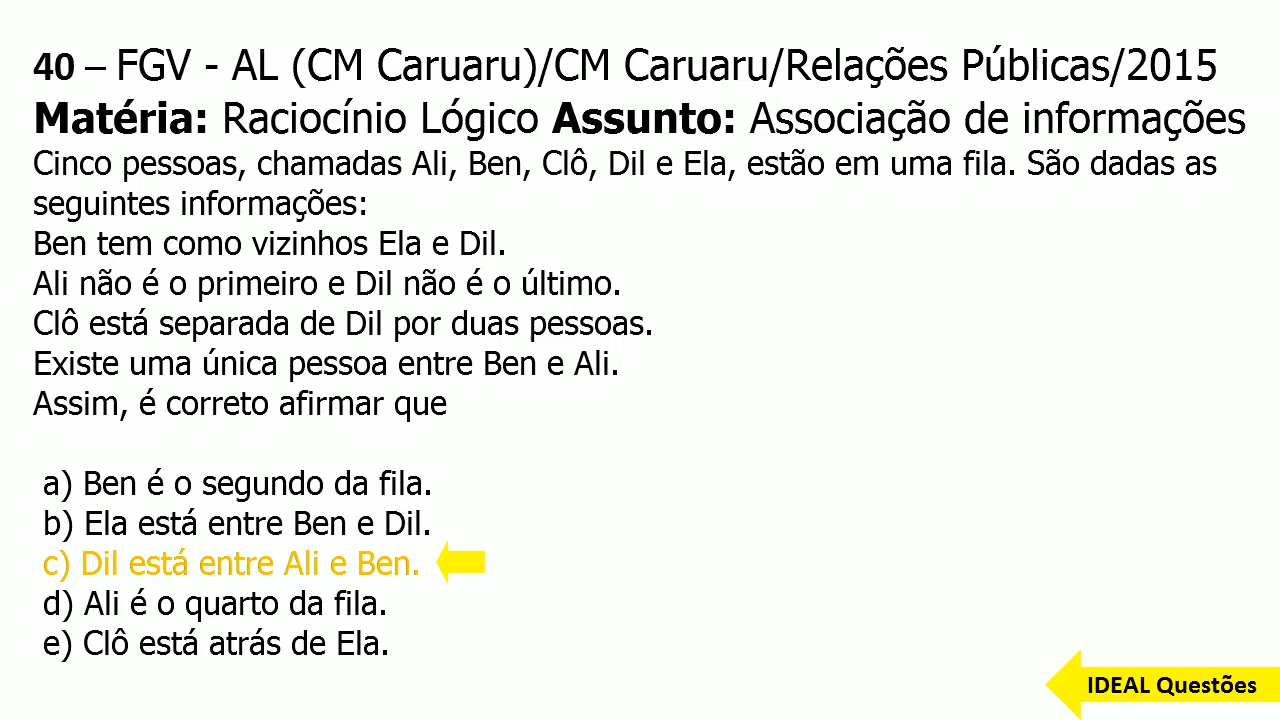 40 – FGV - AL (CM Caruaru)/CM Caruaru/Relações Públicas/2015
Matéria: Raciocínio Lógico Assunto: Associação de informações
Cinco pessoas, chamadas Ali, Ben, Clô, Dil e Ela, estão em uma fila. São dadas as
seguintes informações:
Ben tem como vizinhos Ela e Dil.
Ali não é o primeiro e Dil não é o último.
Clô está separada de Dil por duas pessoas.
Existe uma única pessoa entre Ben e Ali.
Assim, é correto afirmar que
a) Ben é o segundo da fila.
b) Ela está entre Ben e Dil.
c) Dil está entre Ali e Ben.
d) Ali é o quarto da fila.
e) Clô está atrás de Ela.
IDEAL Questões